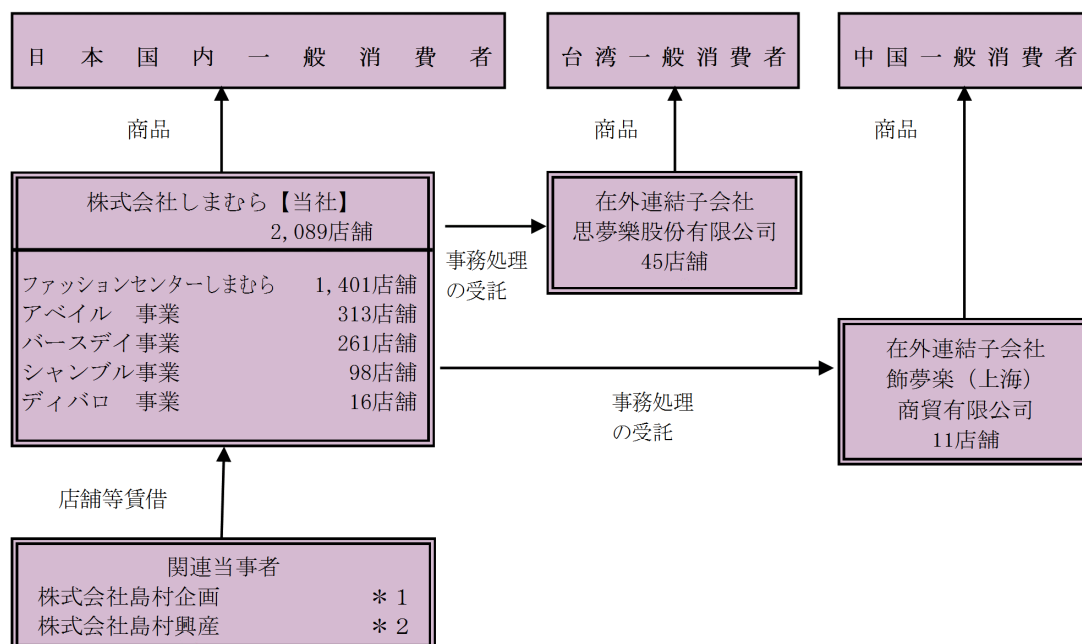 日本国内一般消費者
台湾一般消費者
中国一般消費者
商品
商品
商品
株式会社しまむら【当社】
2,089店舗
ファッションセンターしまむら 1,401店舗
アベイル 事業 313店舗
バースデイ事業 261店舗
シャンブル事業 98店舗
ディバロ 事業 16店舗
事務処理
の受託
在外連結子会社
思夢樂股份有限公司
45店舗
事務処理
の受託
在外連結子会社
飾夢楽（上海）
商貿有限公司
11店舗
店舗等賃借
関連当事者
株式会社島村企画 ＊1
株式会社島村興産 ＊2